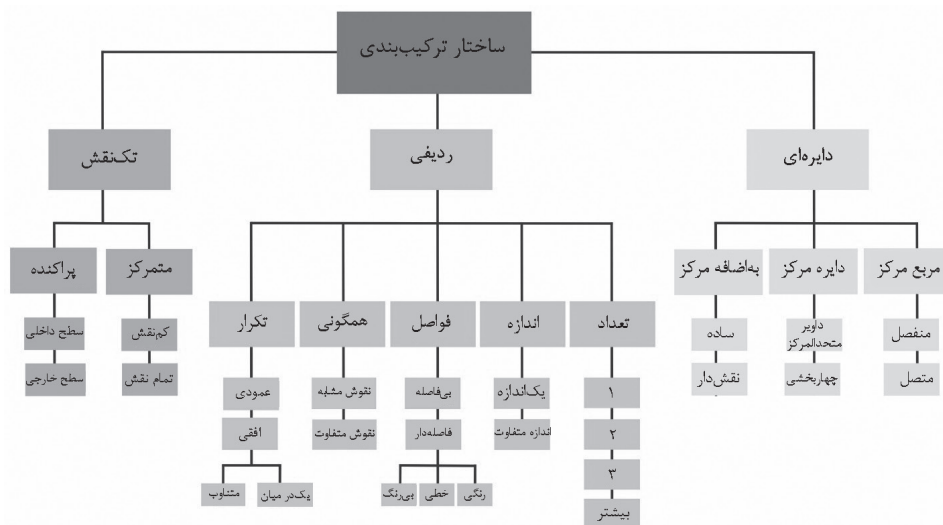 ساختار ترکیب‌بندی
دایره‌ای
ردیفی
تک‌نقش
مربع مرکز
دایره مرکز
به‌اضافه مرکز
متمرکز
پراکنده
منفصل
متصل
داویر
متحدالمرکز
چهاربخشی
ساده
نقش‌دار
تعداد
اندازه
فواصل
همگونی
تکرار
۱
۲
۳
بیشتر
یک‌اندازه
اندازه متفاوت
بی‌فاصله
فاصله‌دار
رنگی
خطی
بی‌رنگ
نقوش مشابه
نقوش متفاوت
عمودی
افقی
یک‌در میان
متناوب
کم‌نقش
تمام نقش
سطح داخلی
سطح خارجی